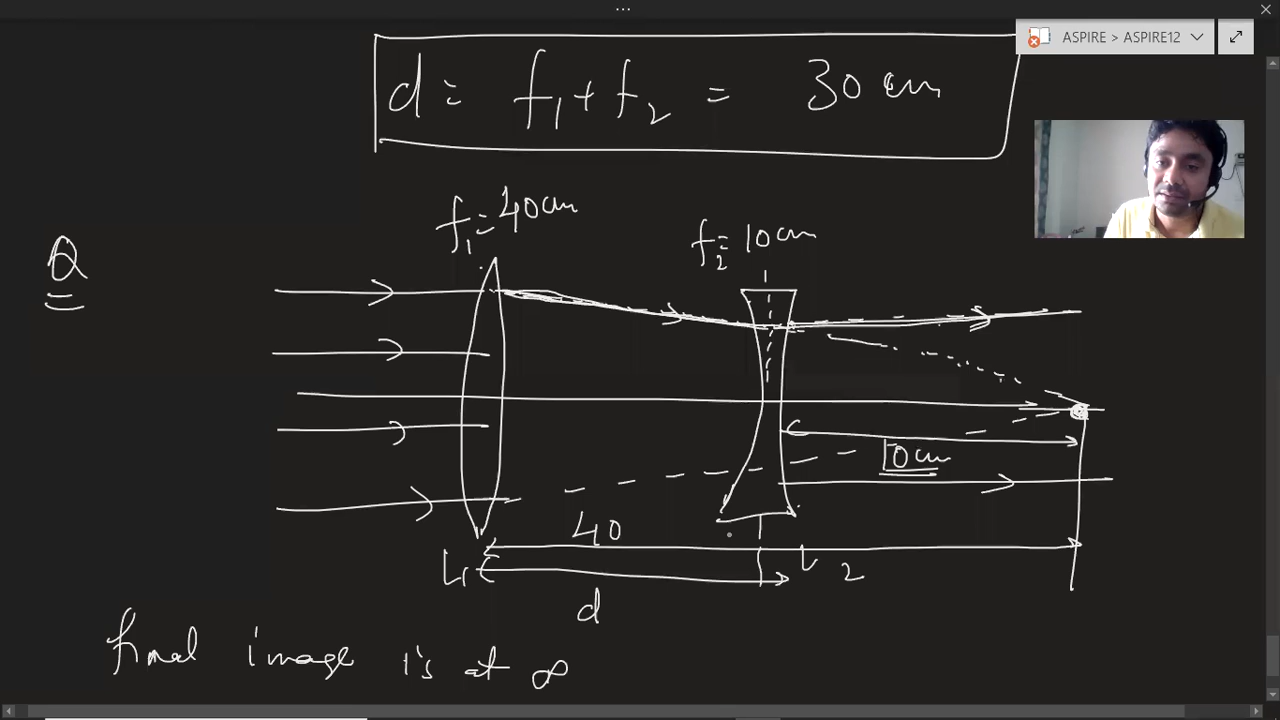 ASPIRE > ASPIRE12
d = f₁ + f₂ = 30 cm
f₁ = 40 cm
f₂ = 10 cm
Q
10 cm
40
L₁
L₂
d
final image is at ∞